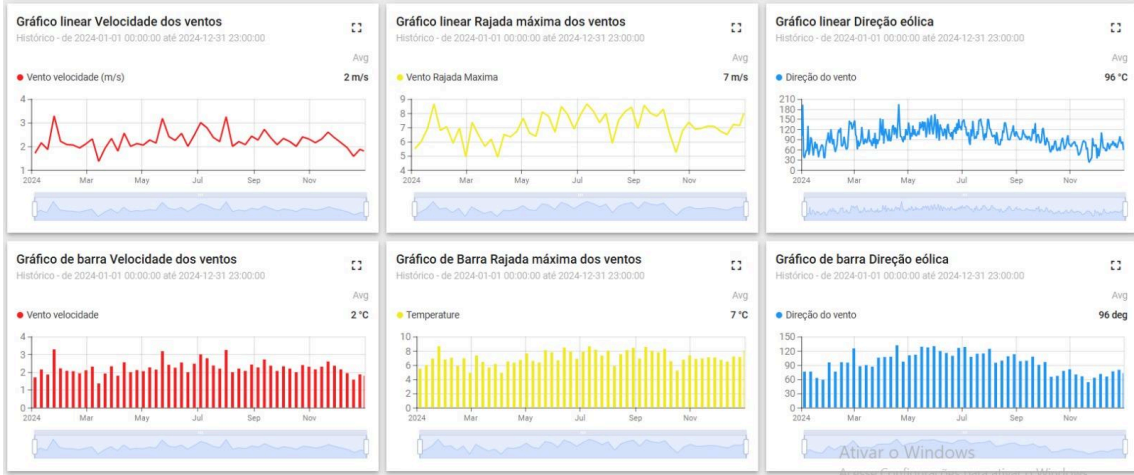 Gráfico linear Velocidade dos ventos
Histórico - de 2024-01-01 00:00:00 até 2024-12-31 23:00:00
Avg
Vento velocidade (m/s) 2 m/s
4
3
2
1
2024 Mar May Jul Sep Nov
Gráfico linear Rajada máxima dos ventos
Histórico - de 2024-01-01 00:00:00 até 2024-12-31 23:00:00
Avg
Vento Rajada Maxima 7 m/s
9
8
7
6
5
4
2024 Mar May Jul Sep Nov
Gráfico linear Direção eólica
Histórico - de 2024-01-01 00:00:00 até 2024-12-31 23:00:00
Avg
Direção do vento 96 °C
210
180
150
120
90
60
30
0
2024 Mar May Jul Sep Nov
Gráfico de barra Velocidade dos ventos
Histórico - de 2024-01-01 00:00:00 até 2024-12-31 23:00:00
Avg
Vento velocidade 2 °C
4
3
2
1
0
2024 Mar May Jul Sep Nov
Gráfico de Barra Rajada máxima dos ventos
Histórico - de 2024-01-01 00:00:00 até 2024-12-31 23:00:00
Avg
Temperature 7 °C
10
8
6
4
2
0
2024 Mar May Jul Sep Nov
Gráfico de barra Direção eólica
Histórico - de 2024-01-01 00:00:00 até 2024-12-31 23:00:00
Avg
Direção do vento 96 deg
150
120
90
60
30
0
2024 Mar May Jul Sep Nov
Ativar o Windows